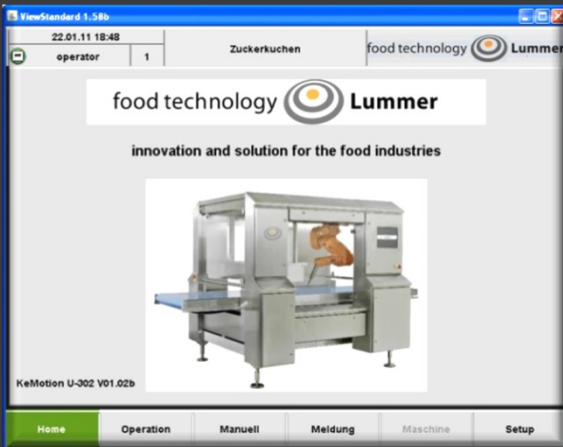 ViewStandard 1.58b
22.01.11 18:48
operator 1
Zuckerkuchen
food technology Lummer
food technology Lummer
innovation and solution for the food industries
KeMotion U-302 V01.02b
Home Operation Manuell Meldung Maschine Setup